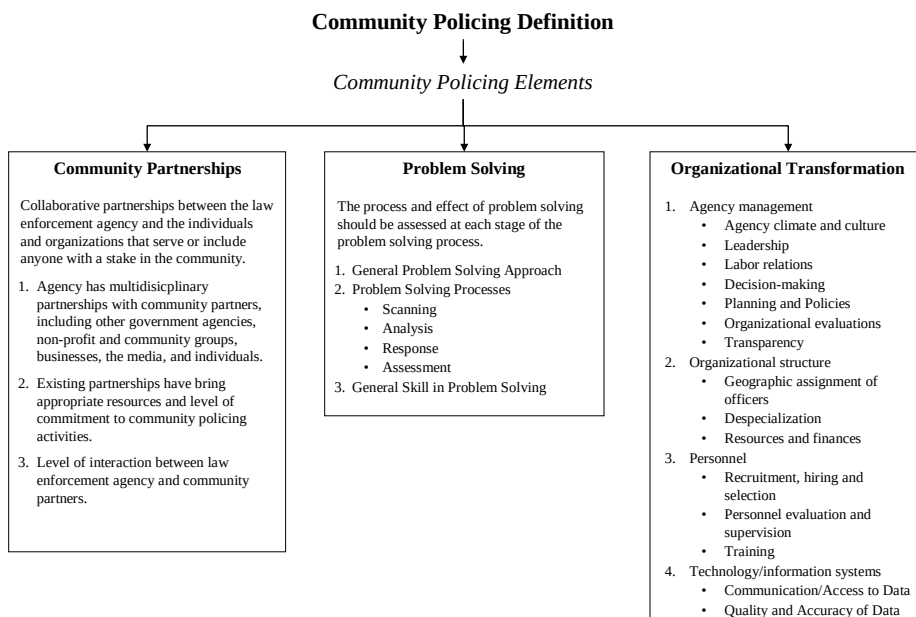 Community Policing Definition
Community Policing Elements
Community Partnerships
Collaborative partnerships between the law
enforcement agency and the individuals
and organizations that serve or include
anyone with a stake in the community.
1. Agency has multidisicplinary
partnerships with community partners,
including other government agencies,
non-profit and community groups,
businesses, the media, and individuals.
2. Existing partnerships have bring
appropriate resources and level of
commitment to community policing
activities.
3. Level of interaction between law
enforcement agency and community
partners.
Problem Solving
The process and effect of problem solving
should be assessed at each stage of the
problem solving process.
1. General Problem Solving Approach
2. Problem Solving Processes
• Scanning
• Analysis
• Response
• Assessment
3. General Skill in Problem Solving
Organizational Transformation
1. Agency management
• Agency climate and culture
• Leadership
• Labor relations
• Decision-making
• Planning and Policies
• Organizational evaluations
• Transparency
2. Organizational structure
• Geographic assignment of
officers
• Despecialization
• Resources and finances
3. Personnel
• Recruitment, hiring and
selection
• Personnel evaluation and
supervision
• Training
4. Technology/information systems
• Communication/Access to Data
• Quality and Accuracy of Data